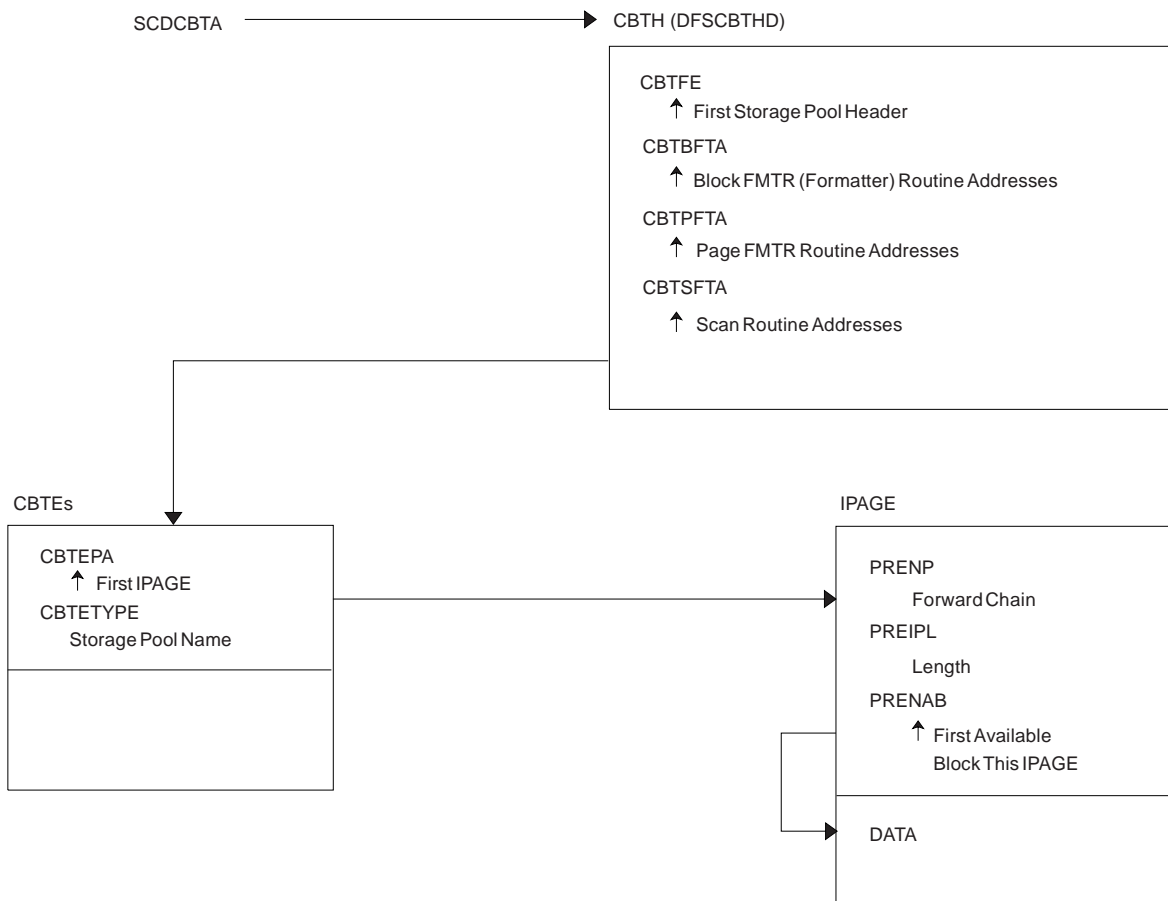 SCDCBTA
CBTH (DFSCBTHD)
CBTFE
First Storage Pool Header
CBTBFTA
Block FMTR (Formatter) Routine Addresses
CBTPFTA
Page FMTR Routine Addresses
CBTSFTA
Scan Routine Addresses
CBTEs
CBTEPA
First IPAGE
CBTETYPE
Storage Pool Name
IPAGE
PRENP
Forward Chain
PREIPL
Length
PRENAB
First Available
Block This IPAGE
DATA